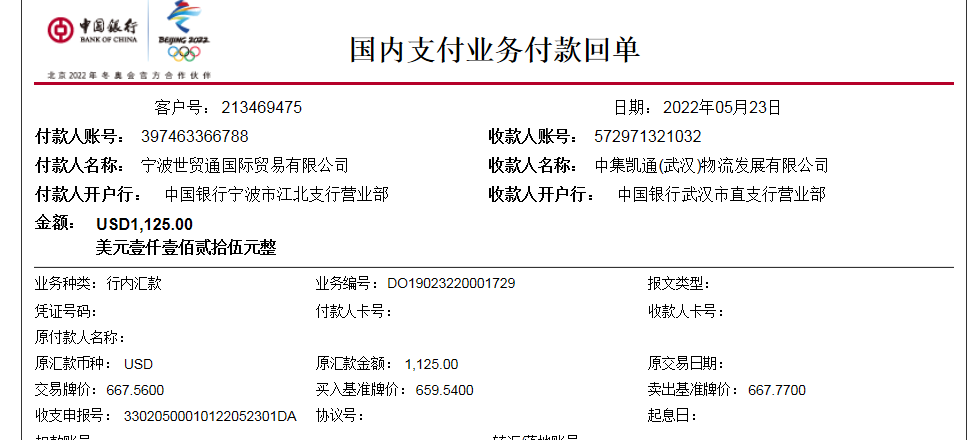 中国银行
BANK OF CHINA
BEIJING 2022
北京2022年冬奥会官方合作伙伴
国内支付业务付款回单
客户号：213469475 日期：2022年05月23日
付款人账号：397463366788 收款人账号：572971321032
付款人名称：宁波世贸通国际贸易有限公司 收款人名称：中集凯通(武汉)物流发展有限公司
付款人开户行：中国银行宁波市江北支行营业部 收款人开户行：中国银行武汉市直支行营业部
金额：USD1,125.00
美元壹仟壹佰贰拾伍元整
业务种类：行内汇款 业务编号：DO19023220001729 报文类型：
凭证号码： 付款人卡号： 收款人卡号：
原付款人名称：
原汇款币种：USD 原汇款金额：1,125.00 原交易日期：
交易牌价：667.5600 买入基准牌价：659.5400 卖出基准牌价：667.7700
收支申报号：33020500010122052301DA 协议号： 起息日：